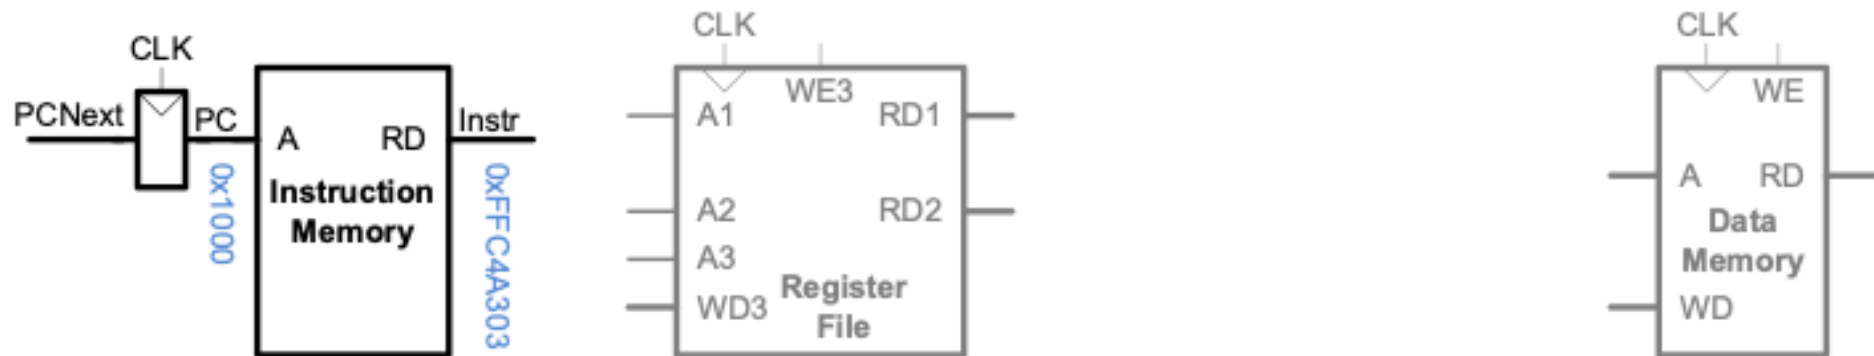 CLK
PCNext
PC
0x1000
A
RD
Instruction
Memory
Instr
0xFFC4A303
CLK
WE3
A1
RD1
A2
RD2
A3
WD3
Register
File
CLK
WE
A
RD
Data
Memory
WD